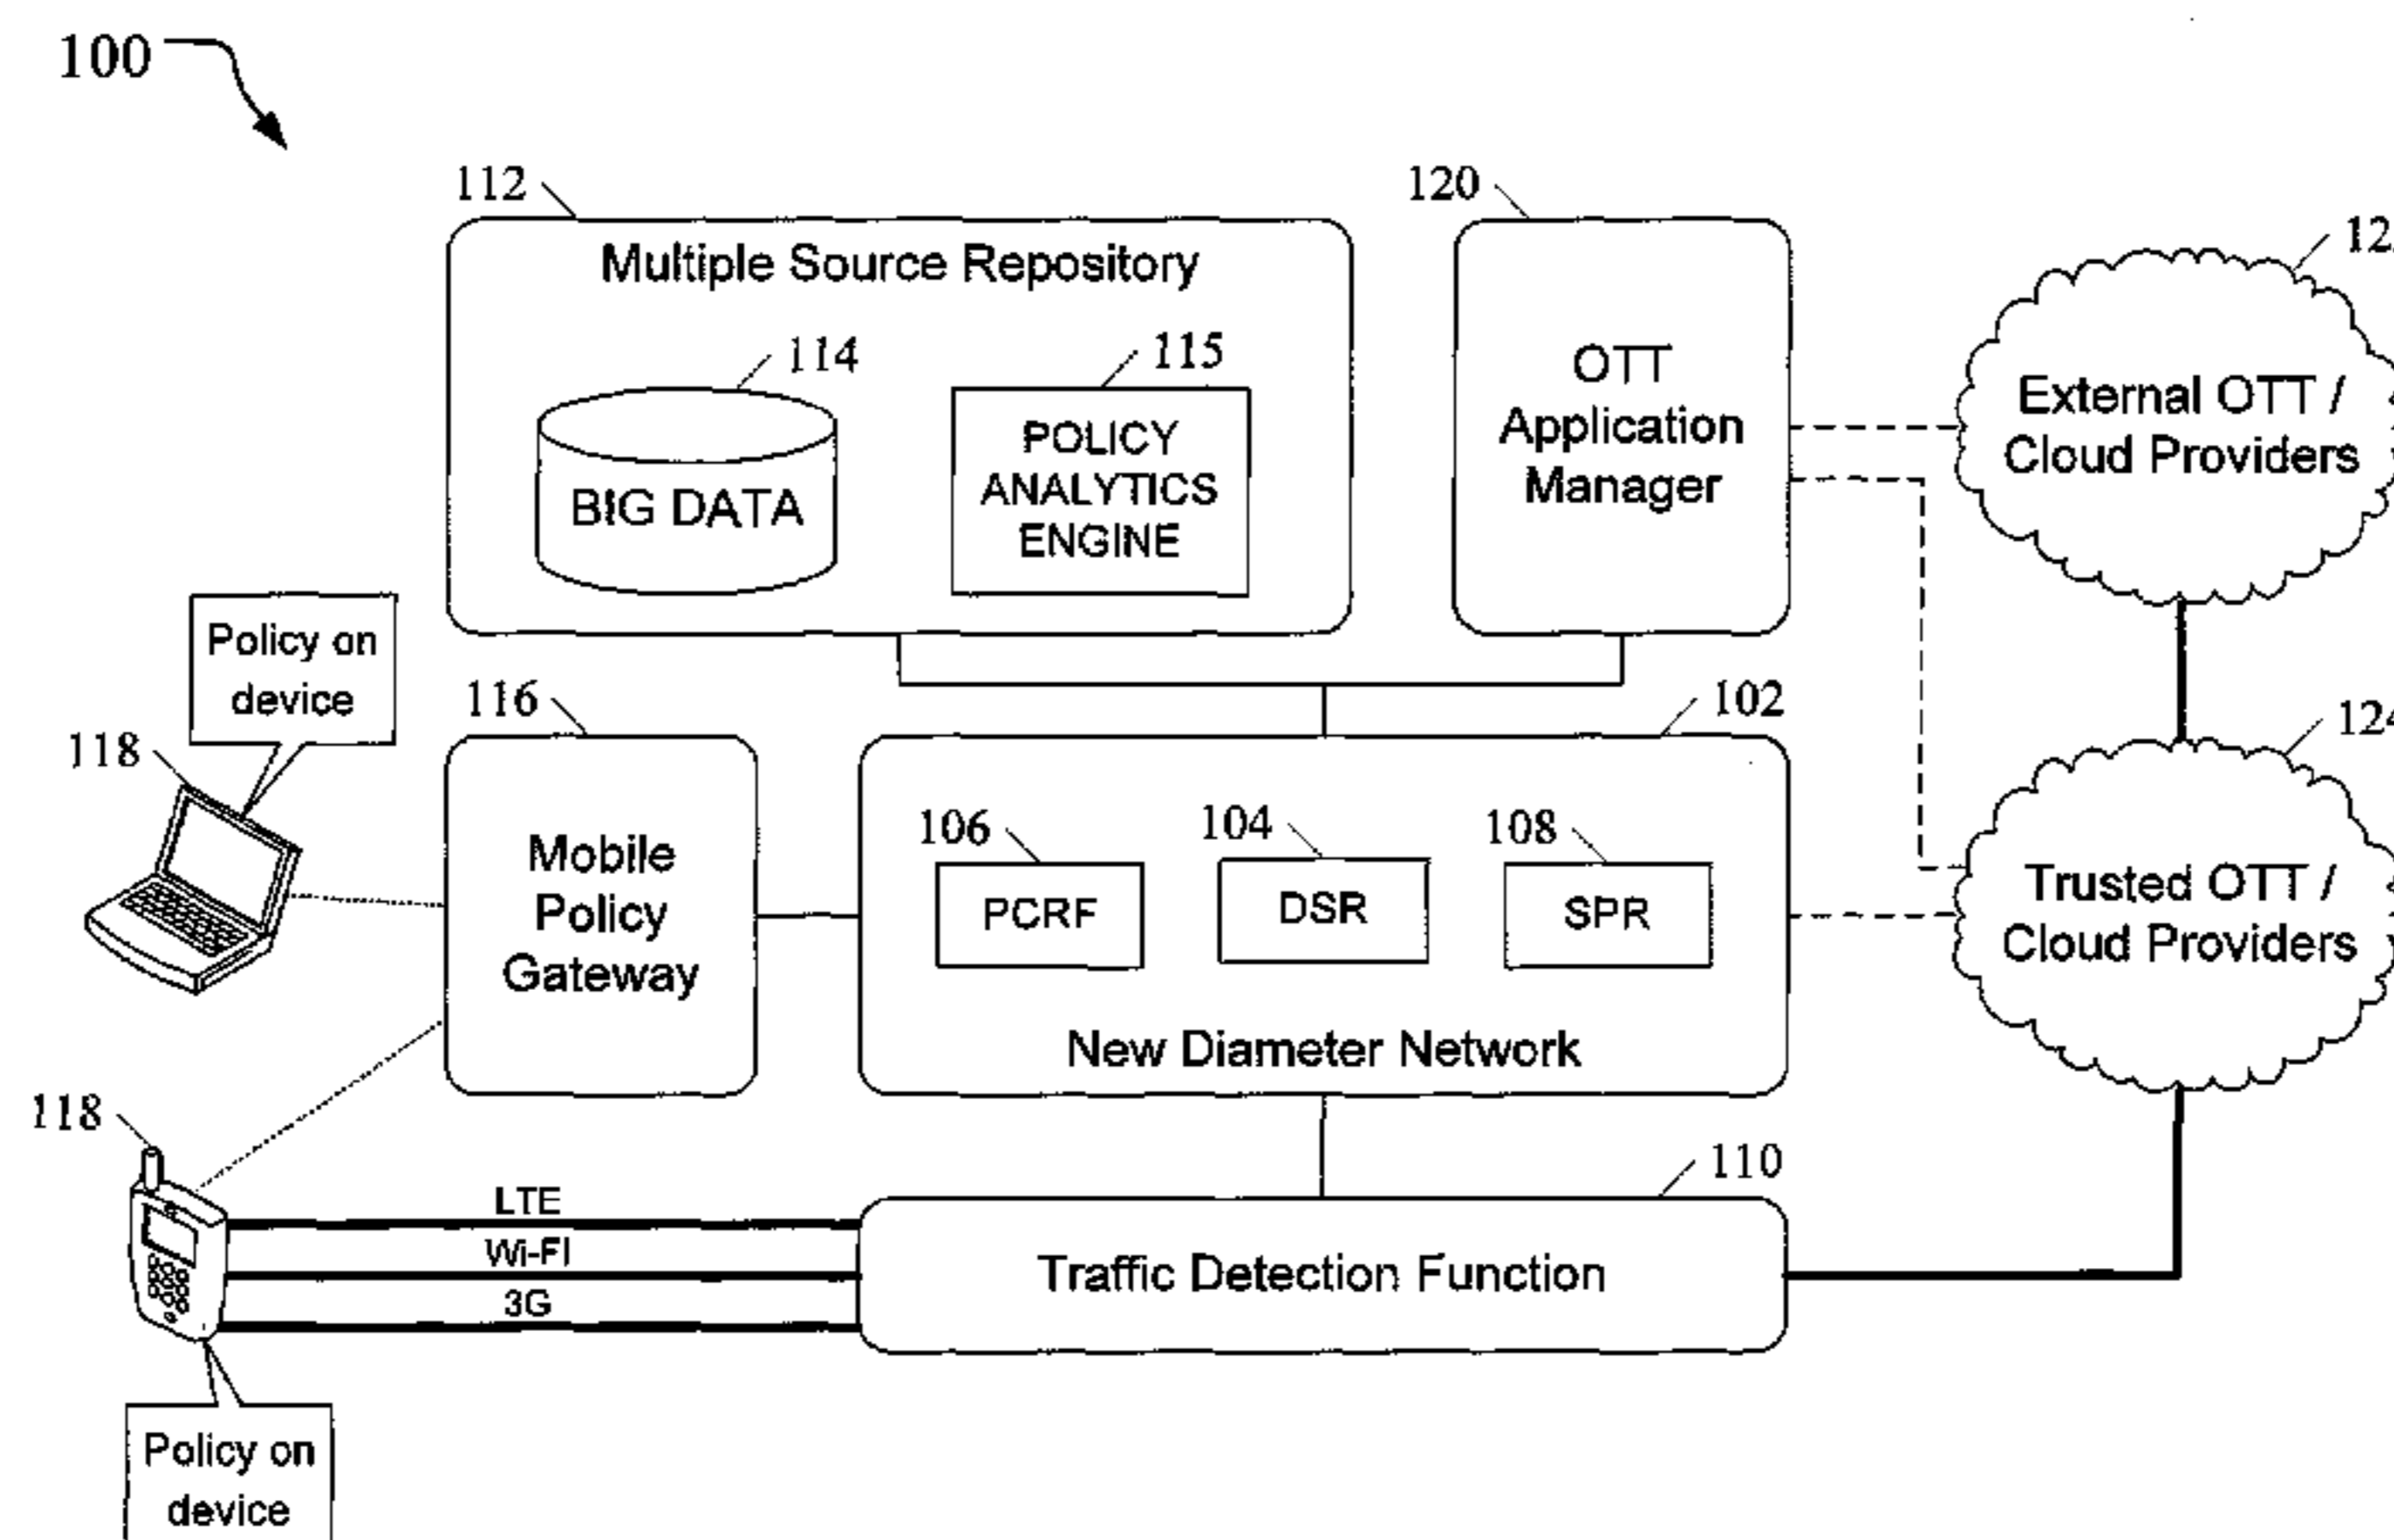 100
112
120
Multiple Source Repository
114
115
BIG DATA
POLICY
ANALYTICS
ENGINE
OTT
Application
Manager
External OTT /
Cloud Providers
Policy on
device
118
116
102
124
Mobile
Policy
Gateway
106
104
108
PCRF
DSR
SPR
New Diameter Network
Trusted OTT /
Cloud Providers
118
110
LTE
Wi-FI
3G
Traffic Detection Function
Policy on
device